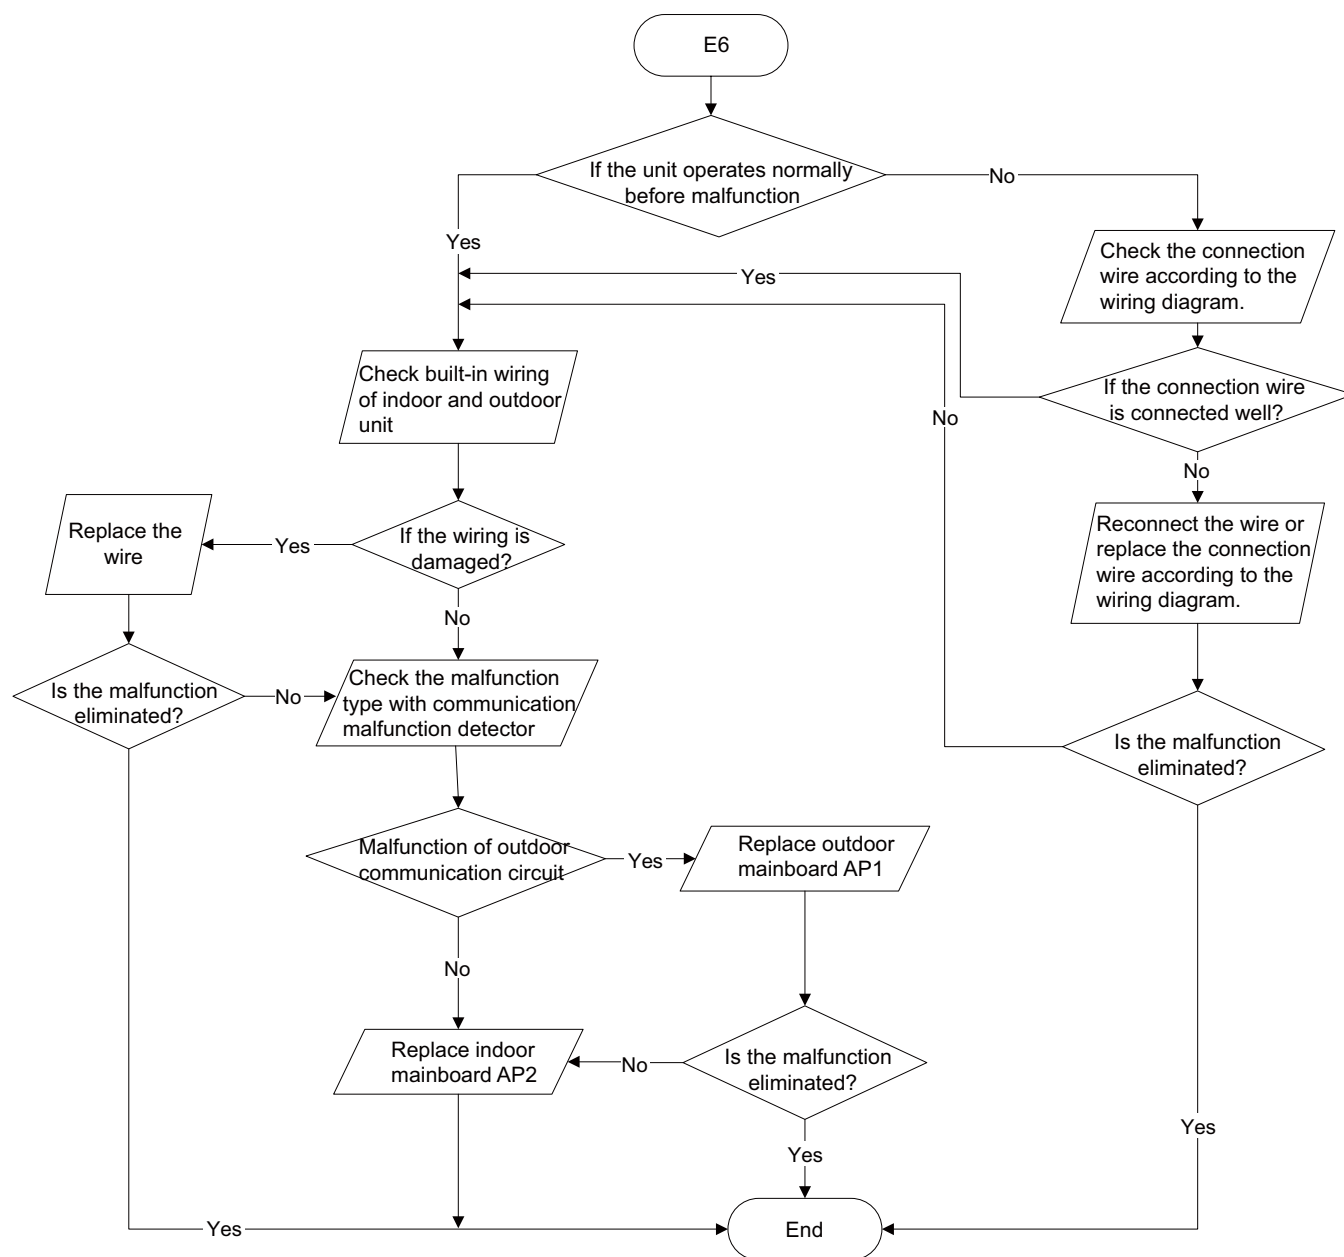 E6
If the unit operates normally
before malfunction
No
Yes
Check the connection
wire according to the
wiring diagram.
Yes
Check built-in wiring
of indoor and outdoor
unit
If the connection wire
is connected well?
No
No
Reconnect the wire or
replace the connection
wire according to the
wiring diagram.
Replace the
wire
Yes
If the wiring is
damaged?
No
Is the malfunction
eliminated?
No
Check the malfunction
type with communication
malfunction detector
Is the malfunction
eliminated?
Malfunction of outdoor
communication circuit
Yes
Replace outdoor
mainboard AP1
No
Replace indoor
mainboard AP2
No
Is the malfunction
eliminated?
Yes
Yes
Yes
End